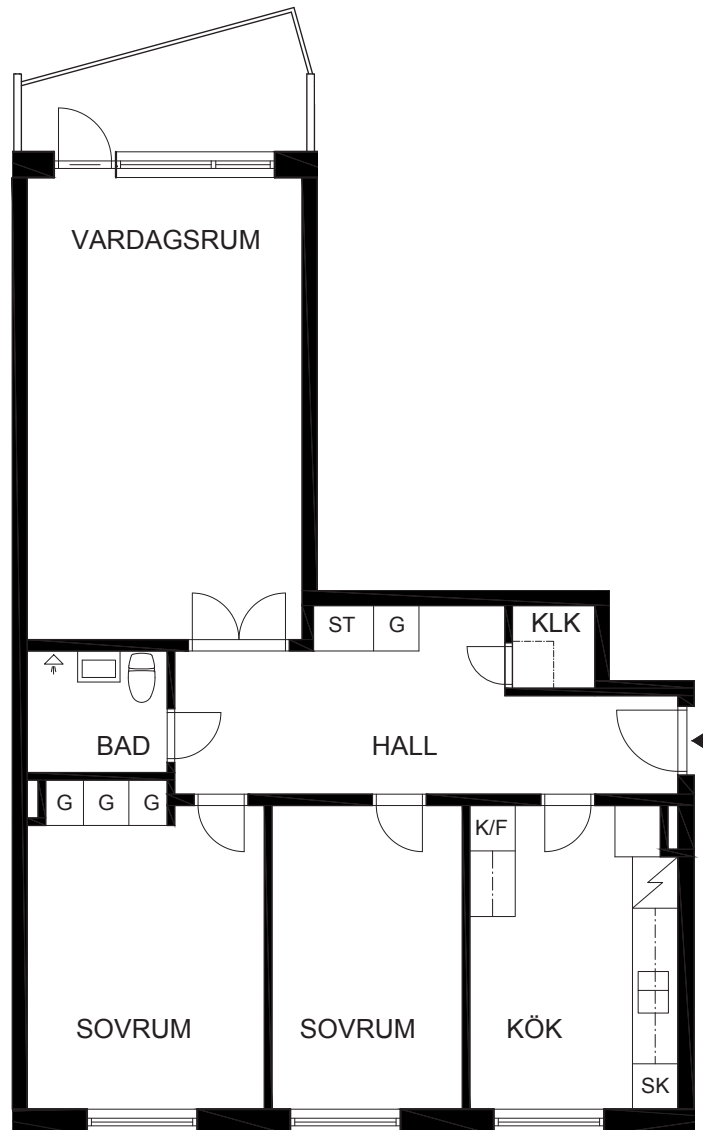 VARDAGSRUM
ST
G
KLK
BAD
HALL
G
G
G
K/F
SOVRUM
SOVRUM
KÖK
SK